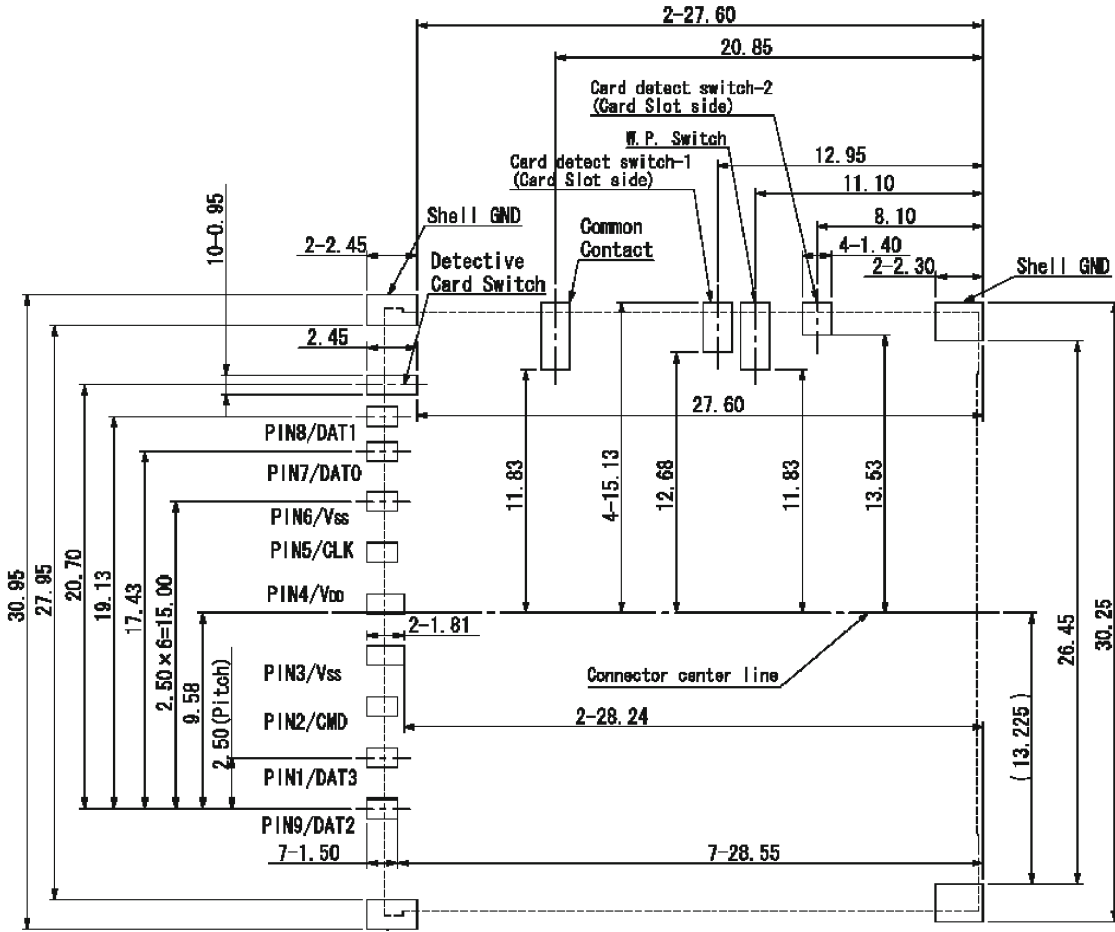 2-27.60
20.85
Card detect switch-2
(Card Slot side)
W.P. Switch
12.95
Card detect switch-1
(Card Slot side)
11.10
10-0.95
Shell GND
Common
Contact
8.10
2-2.45
4-1.40
Detective
Card Switch
2-2.30
Shell GND
2.45
27.60
PIN8/DAT1
PIN7/DAT0
11.83
4-15.13
12.68
11.83
13.53
PIN6/Vss
PIN5/CLK
30.95
27.95
20.70
19.13
17.43
2.50×6=15.00
9.58
2.50(Pitch)
PIN4/VDD
2-1.81
26.45
30.25
PIN3/Vss
Connector center line
PIN2/CMD
2-28.24
(13.225)
PIN1/DAT3
PIN9/DAT2
7-1.50
7-28.55